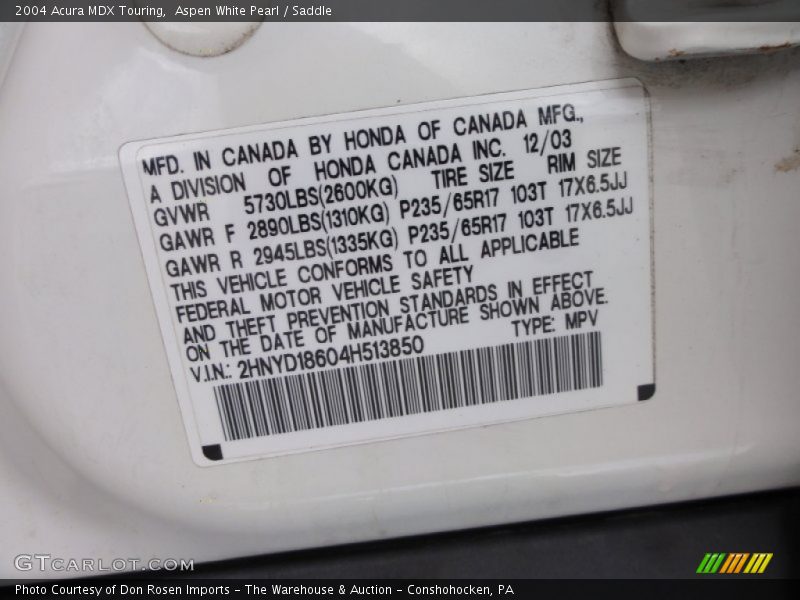 2004 Acura MDX Touring,  Aspen White Pearl / Saddle
MFD. IN CANADA BY HONDA OF CANADA MFG.,
A DIVISION OF HONDA CANADA INC. 12/03
GVWR 5730LBS(2600KG) TIRE SIZE RIM SIZE
GAWR F 2890LBS(1310KG) P235/65R17 103T 17X6.5JJ
GAWR R 2945LBS(1335KG) P235/65R17 103T 17X6.5JJ
THIS VEHICLE CONFORMS TO ALL APPLICABLE
FEDERAL MOTOR VEHICLE SAFETY
AND THEFT PREVENTION STANDARDS IN EFFECT
ON THE DATE OF MANUFACTURE SHOWN ABOVE.
V.I.N.: 2HNYD18604H513850 TYPE: MPV
GTCARLOT.COM
Photo Courtesy of Don Rosen Imports - The Warehouse & Auction - Conshohocken, PA